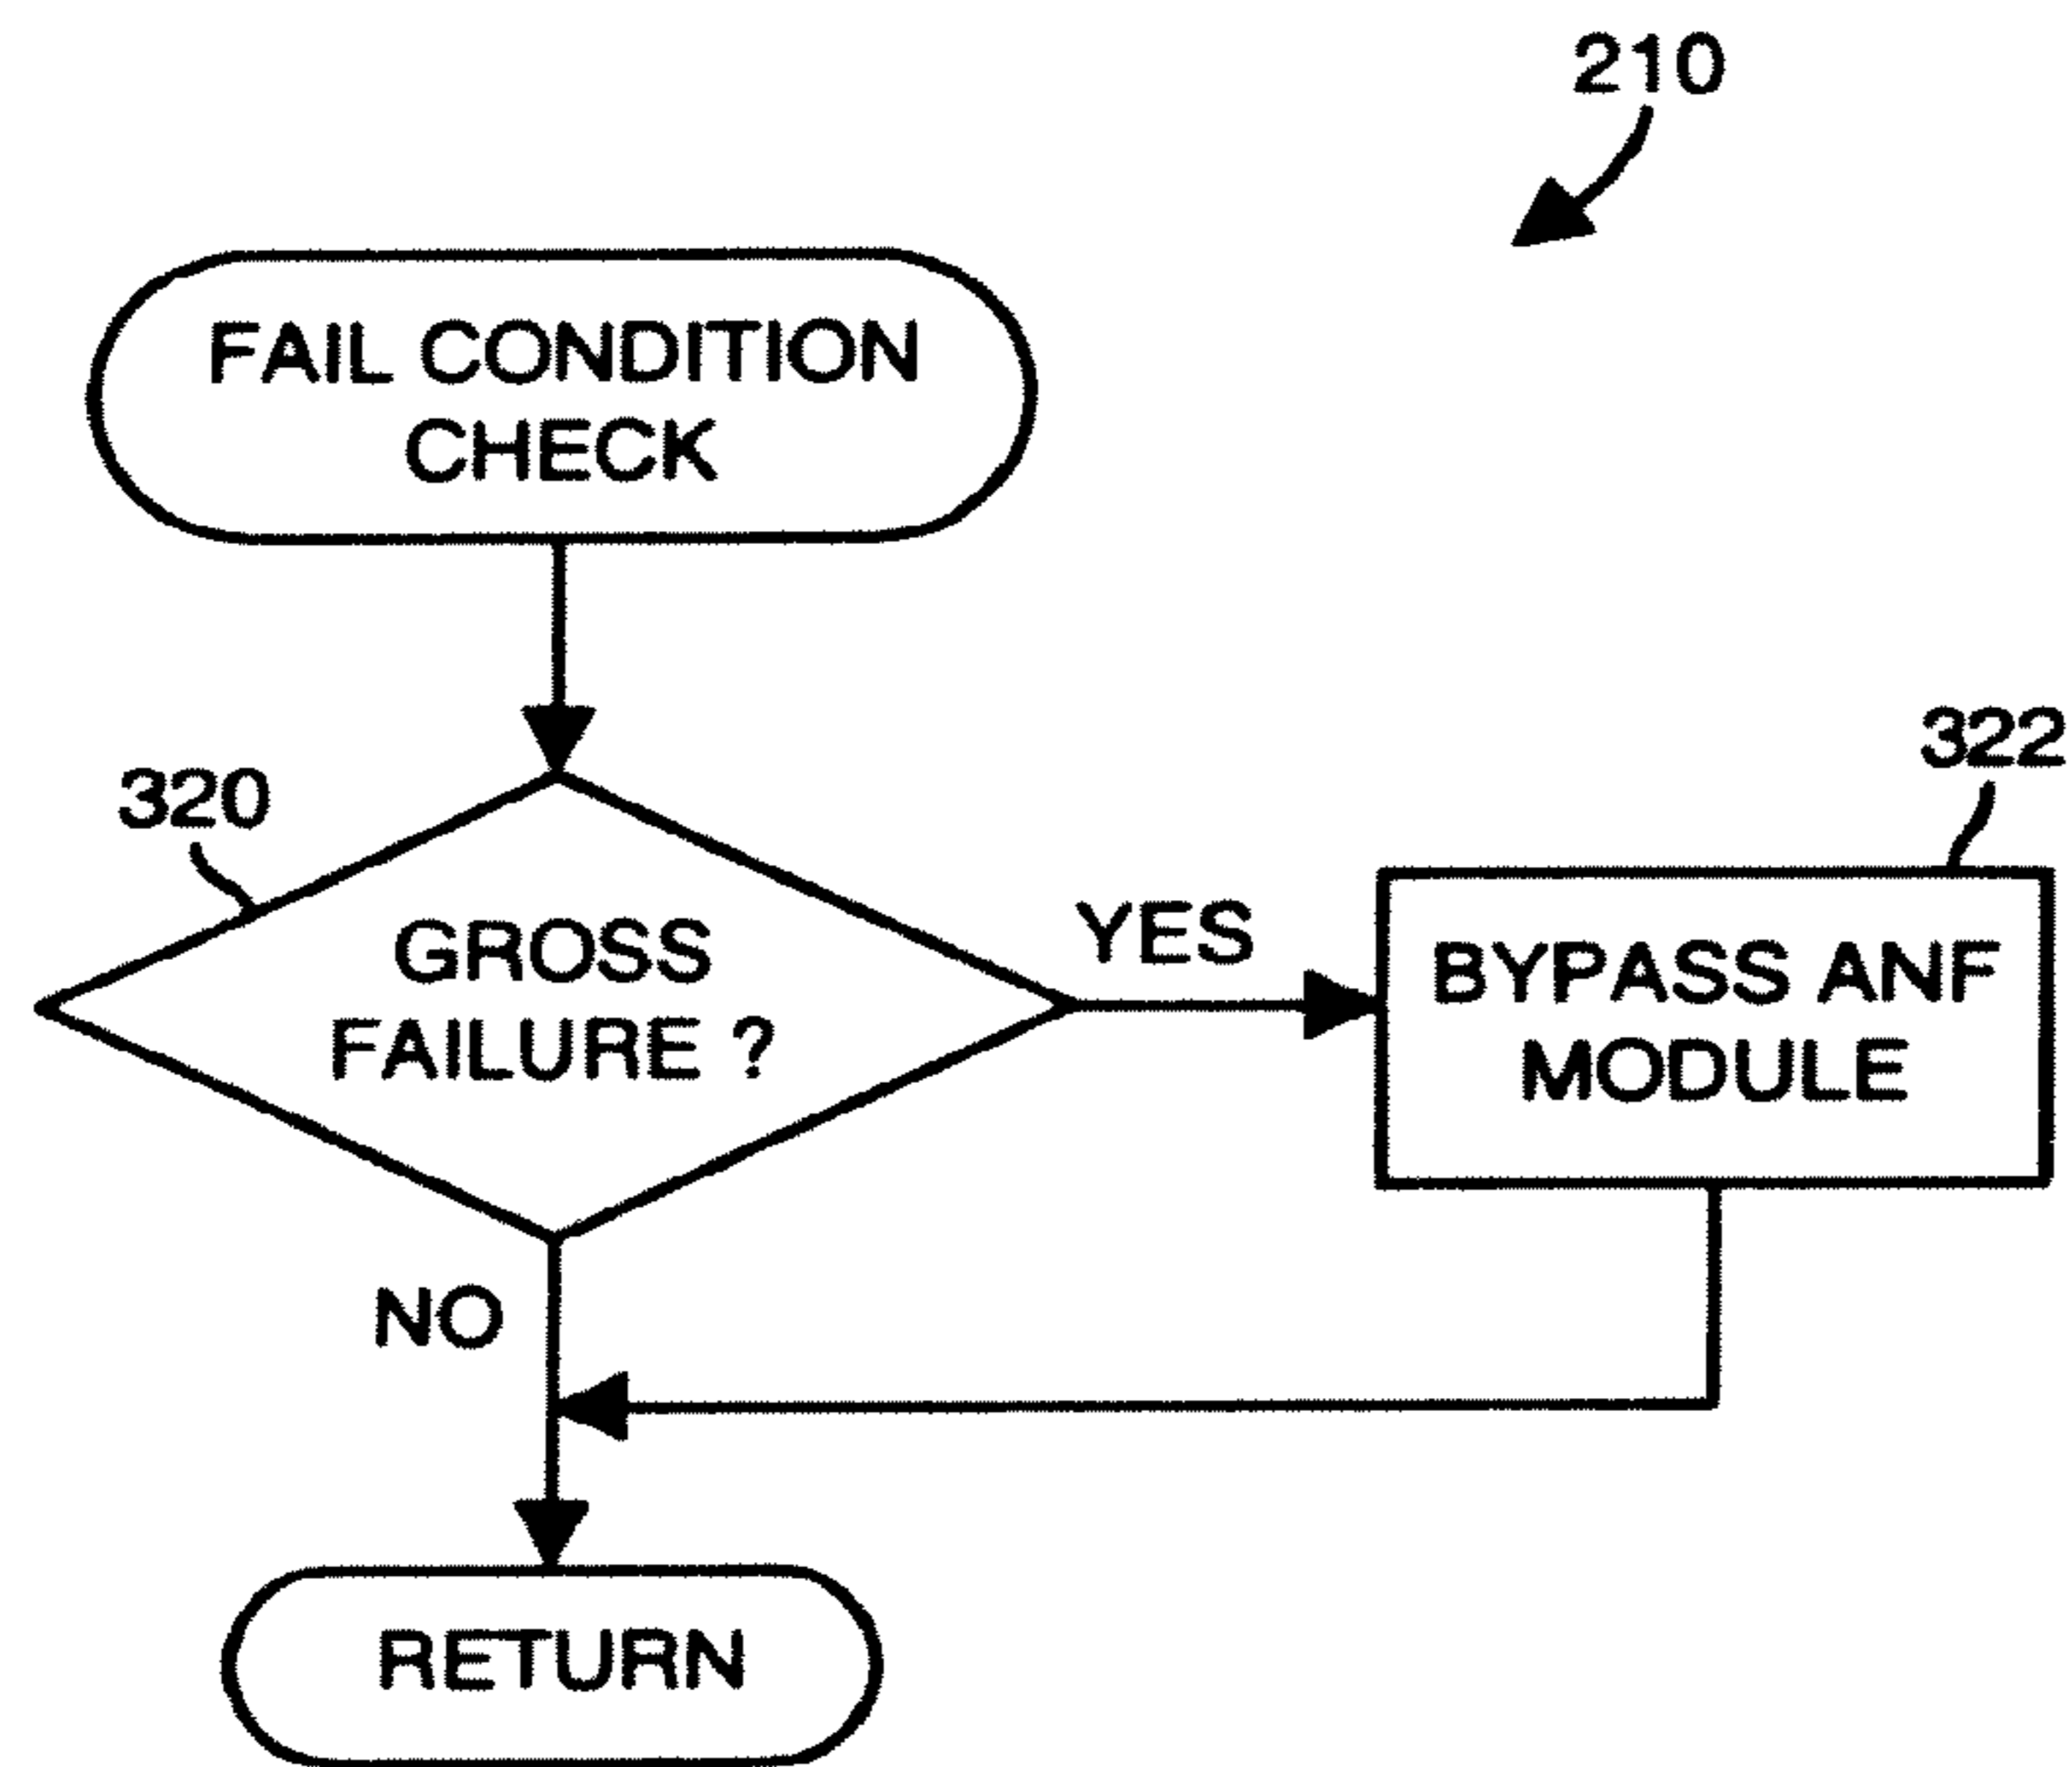 210
FAIL CONDITION
CHECK
322
320
GROSS
FAILURE ?
YES
BYPASS ANF
MODULE
NO
RETURN